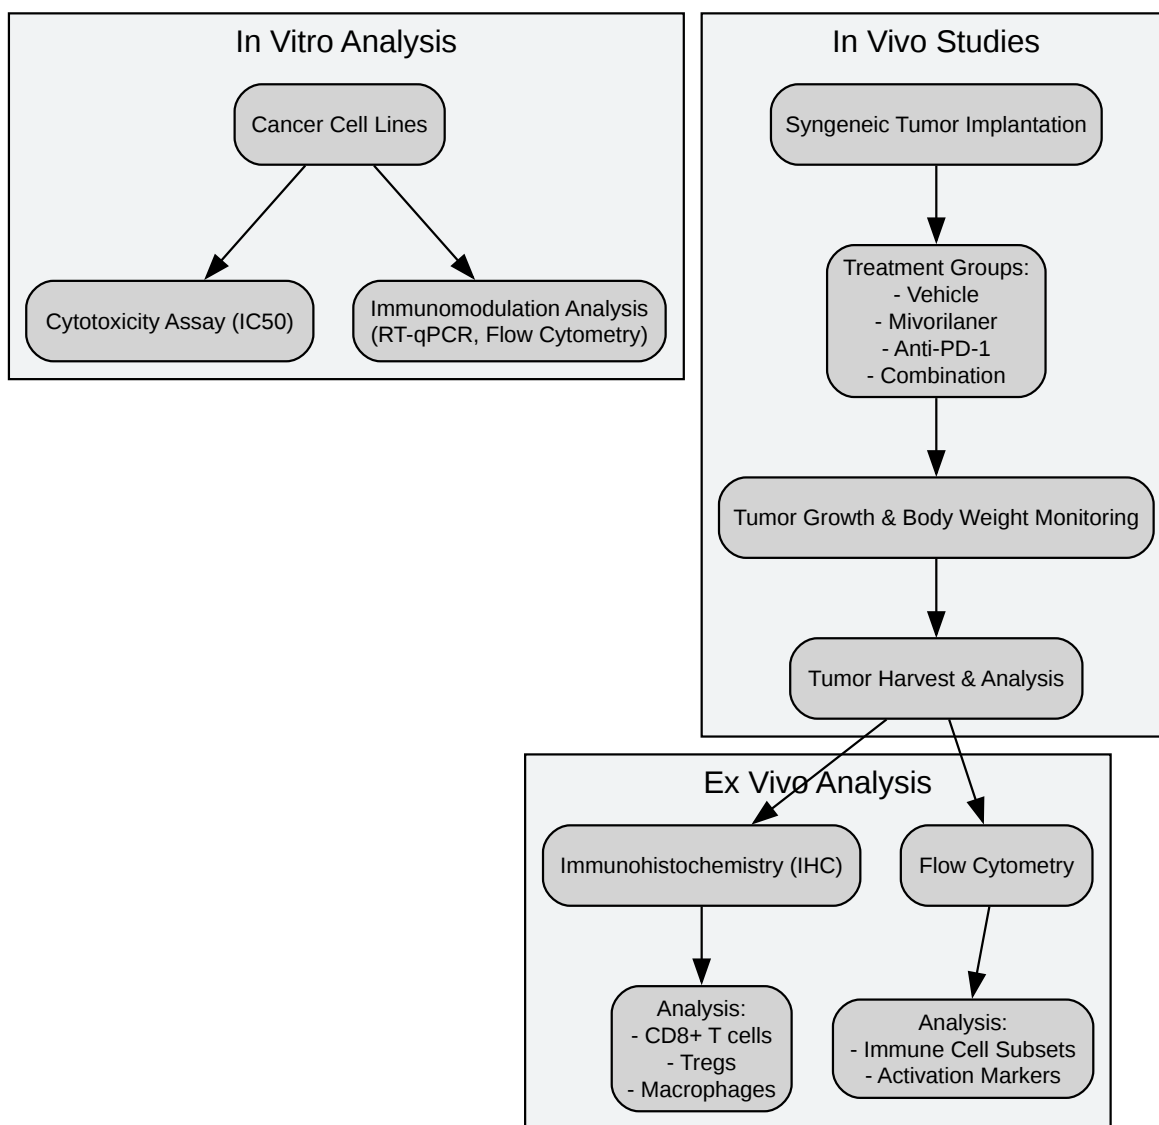 In Vitro Analysis
Cancer Cell Lines
Cytotoxicity Assay (IC50)
Immunomodulation Analysis
(RT-qPCR, Flow Cytometry)
In Vivo Studies
Syngeneic Tumor Implantation
Treatment Groups:
- Vehicle
- Mivorilaner
- Anti-PD-1
- Combination
Tumor Growth & Body Weight Monitoring
Tumor Harvest & Analysis
Ex Vivo Analysis
Immunohistochemistry (IHC)
Flow Cytometry
Analysis:
- CD8+ T cells
- Tregs
- Macrophages
Analysis:
- Immune Cell Subsets
- Activation Markers